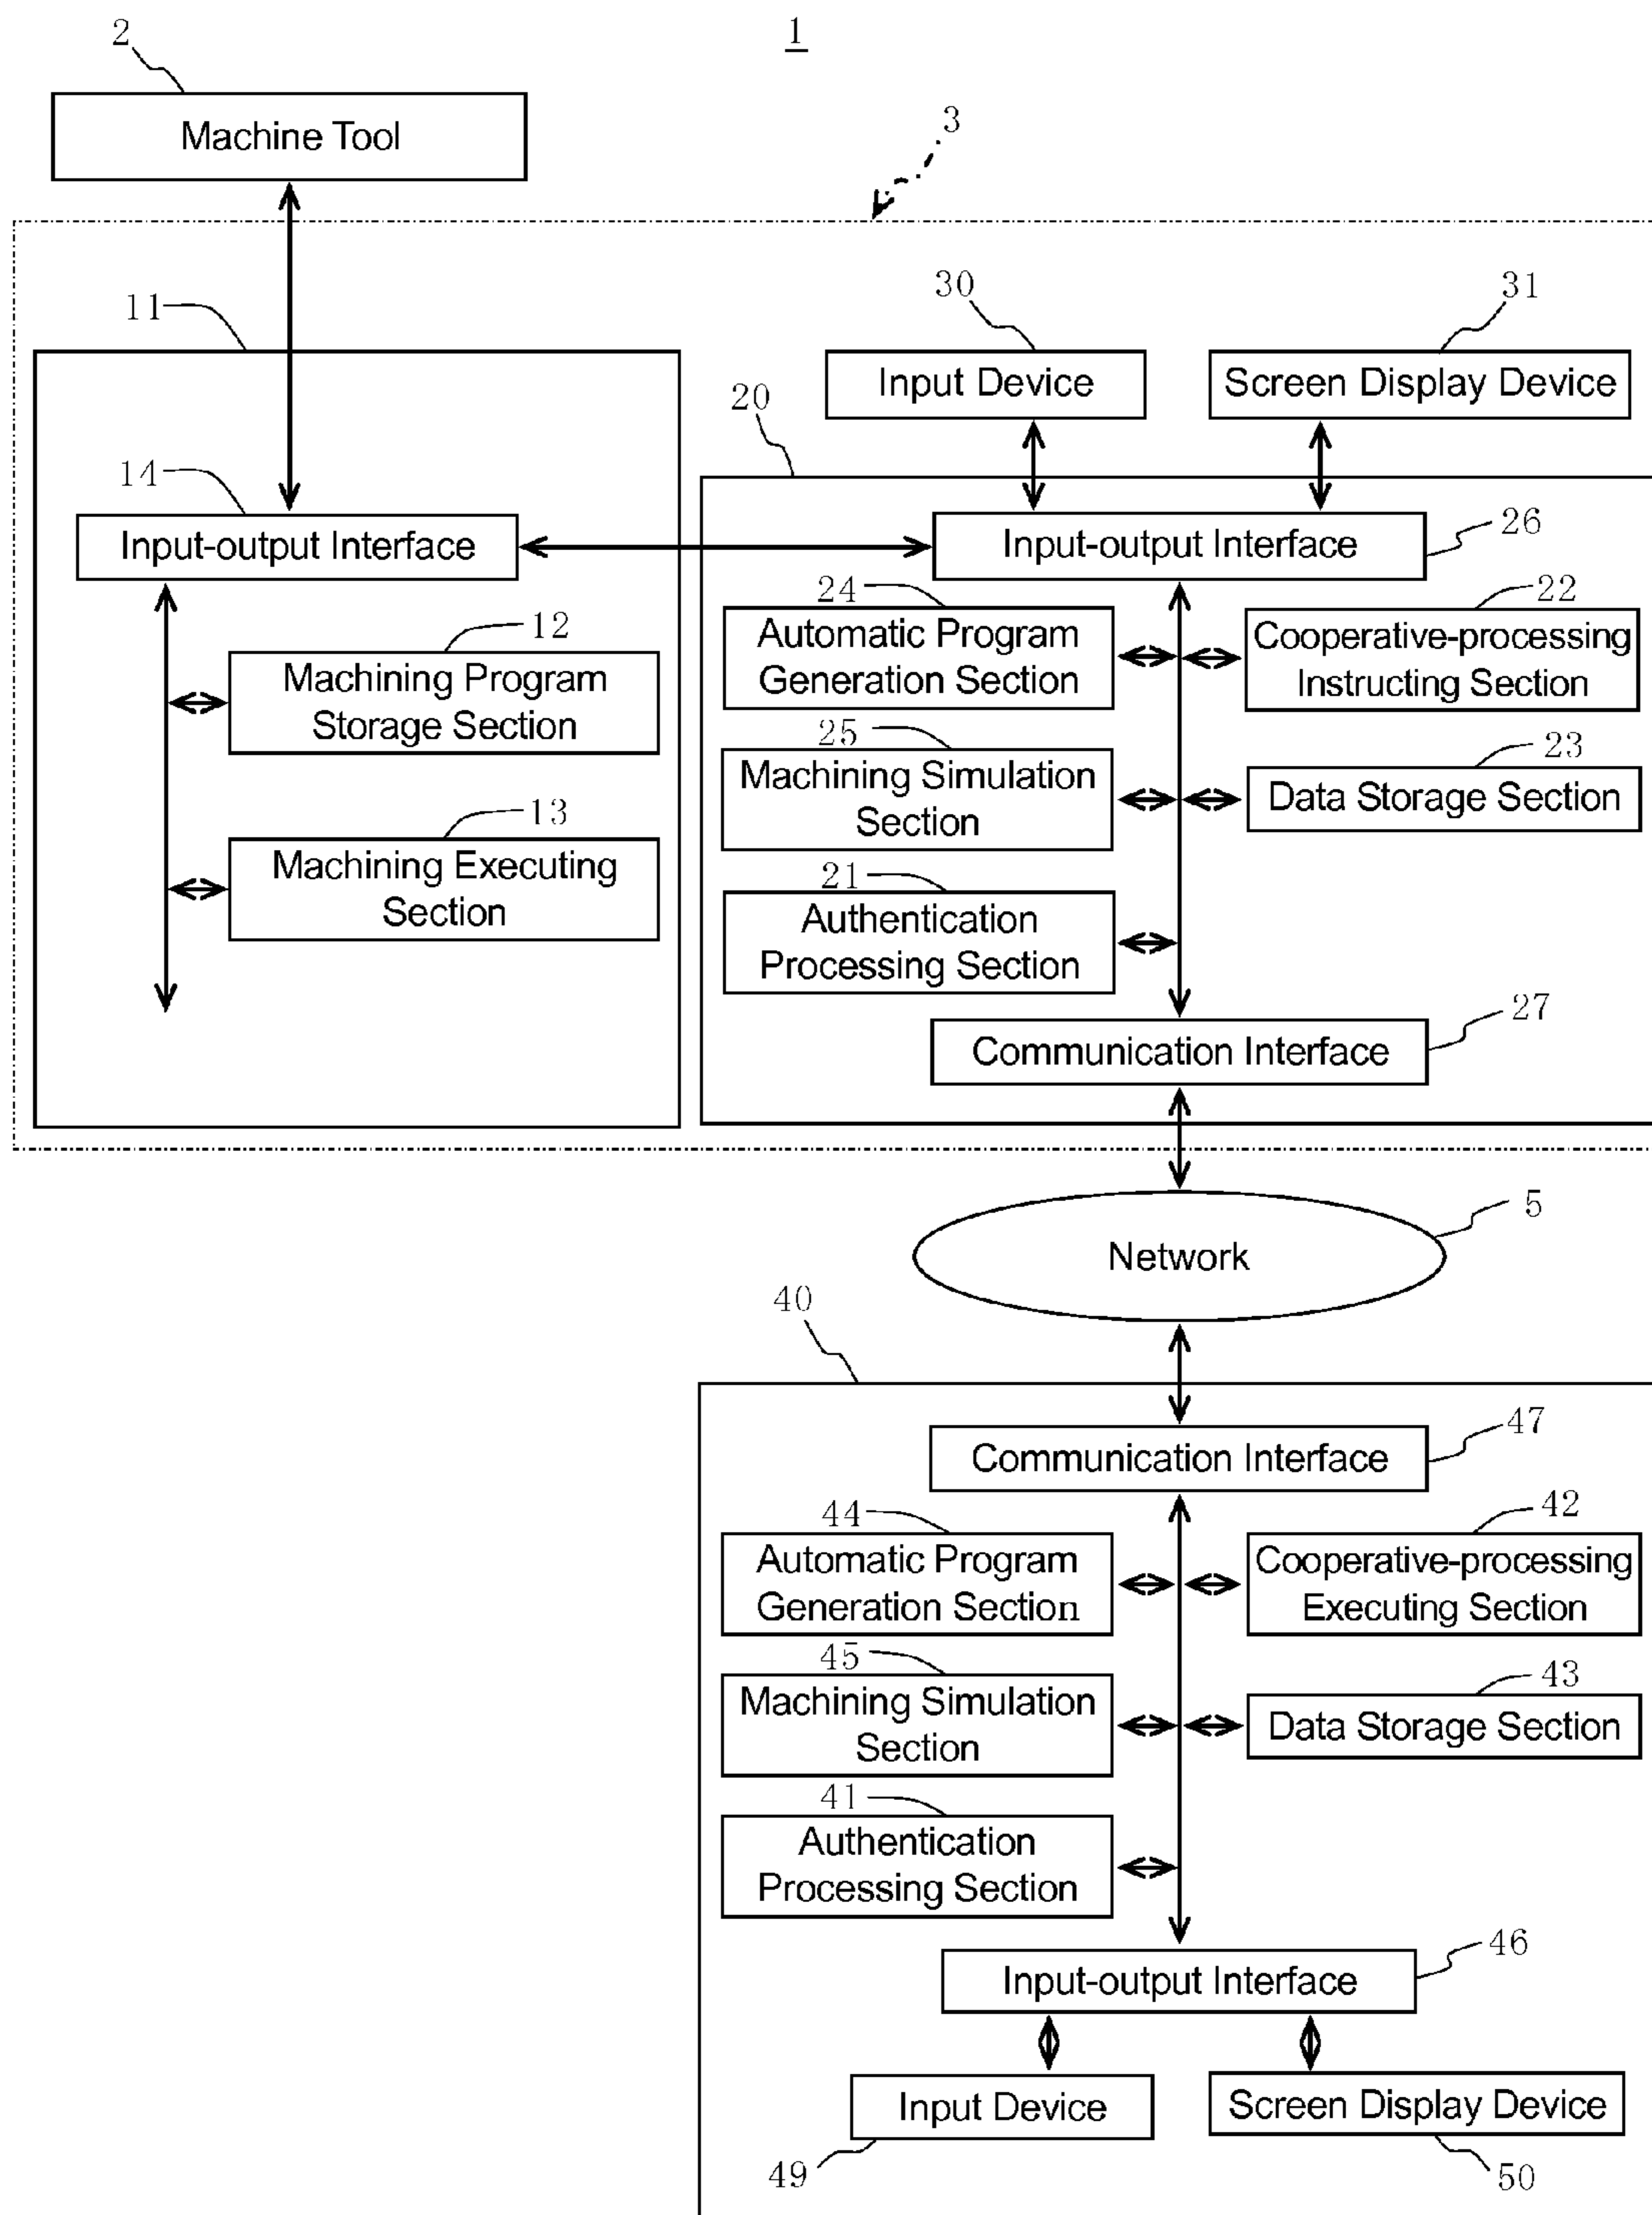 1
2
Machine Tool
3
11
30
31
Input Device
Screen Display Device
20
14
Input-output Interface
Input-output Interface
26
24
22
Automatic Program
Generation Section
Cooperative-processing
Instructing Section
12
Machining Program
Storage Section
25
23
Machining Simulation
Section
Data Storage Section
13
Machining Executing
Section
21
Authentication
Processing Section
27
Communication Interface
5
Network
40
47
Communication Interface
44
42
Automatic Program
Generation Section
Cooperative-processing
Executing Section
45
43
Machining Simulation
Section
Data Storage Section
41
Authentication
Processing Section
46
Input-output Interface
Input Device
Screen Display Device
49
50